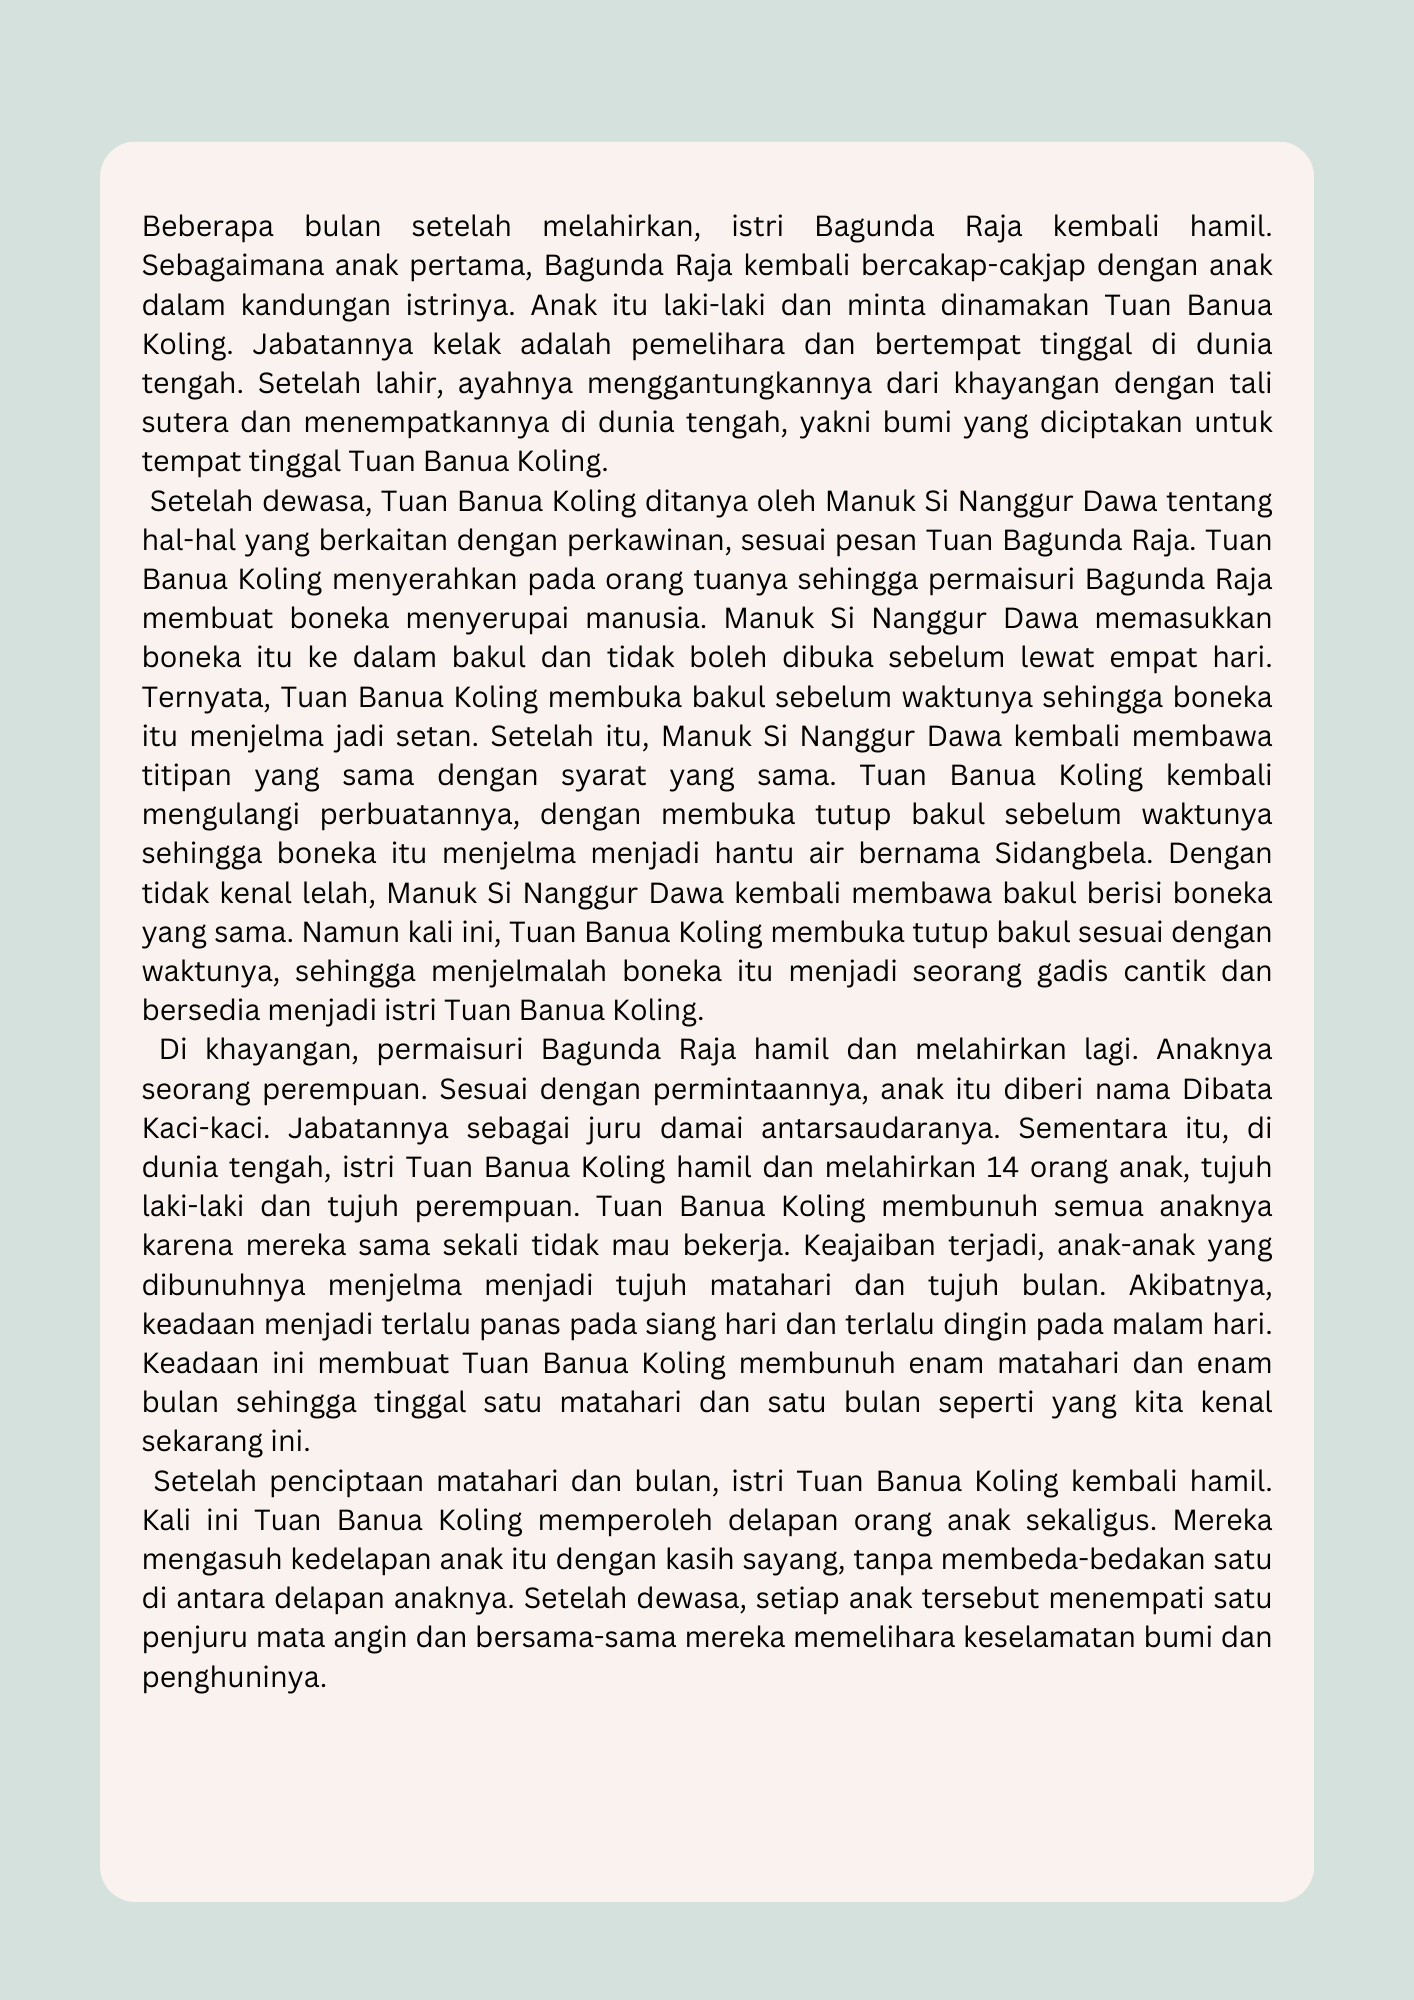 Beberapa bulan setelah melahirkan, istri Bagunda Raja kembali hamil.
Sebagaimana anak pertama, Bagunda Raja kembali bercakap-cakjap dengan anak
dalam kandungan istrinya. Anak itu laki-laki dan minta dinamakan Tuan Banua
Koling. Jabatannya kelak adalah pemelihara dan bertempat tinggal di dunia
tengah. Setelah lahir, ayahnya menggantungkannya dari khayangan dengan tali
sutera dan menempatkannya di dunia tengah, yakni bumi yang diciptakan untuk
tempat tinggal Tuan Banua Koling.
Setelah dewasa, Tuan Banua Koling ditanya oleh Manuk Si Nanggur Dawa tentang
hal-hal yang berkaitan dengan perkawinan, sesuai pesan Tuan Bagunda Raja. Tuan
Banua Koling menyerahkan pada orang tuanya sehingga permaisuri Bagunda Raja
membuat boneka menyerupai manusia. Manuk Si Nanggur Dawa memasukkan
boneka itu ke dalam bakul dan tidak boleh dibuka sebelum lewat empat hari.
Ternyata, Tuan Banua Koling membuka bakul sebelum waktunya sehingga boneka
itu menjelma jadi setan. Setelah itu, Manuk Si Nanggur Dawa kembali membawa
titipan yang sama dengan syarat yang sama. Tuan Banua Koling kembali
mengulangi perbuatannya, dengan membuka tutup bakul sebelum waktunya
sehingga boneka itu menjelma menjadi hantu air bernama Sidangbela. Dengan
tidak kenal lelah, Manuk Si Nanggur Dawa kembali membawa bakul berisi boneka
yang sama. Namun kali ini, Tuan Banua Koling membuka tutup bakul sesuai dengan
waktunya, sehingga menjelmalah boneka itu menjadi seorang gadis cantik dan
bersedia menjadi istri Tuan Banua Koling.
Di khayangan, permaisuri Bagunda Raja hamil dan melahirkan lagi. Anaknya
seorang perempuan. Sesuai dengan permintaannya, anak itu diberi nama Dibata
Kaci-kaci. Jabatannya sebagai juru damai antarsaudaranya. Sementara itu, di
dunia tengah, istri Tuan Banua Koling hamil dan melahirkan 14 orang anak, tujuh
laki-laki dan tujuh perempuan. Tuan Banua Koling membunuh semua anaknya
karena mereka sama sekali tidak mau bekerja. Keajaiban terjadi, anak-anak yang
dibunuhnya menjelma menjadi tujuh matahari dan tujuh bulan. Akibatnya,
keadaan menjadi terlalu panas pada siang hari dan terlalu dingin pada malam hari.
Keadaan ini membuat Tuan Banua Koling membunuh enam matahari dan enam
bulan sehingga tinggal satu matahari dan satu bulan seperti yang kita kenal
sekarang ini.
Setelah penciptaan matahari dan bulan, istri Tuan Banua Koling kembali hamil.
Kali ini Tuan Banua Koling memperoleh delapan orang anak sekaligus. Mereka
mengasuh kedelapan anak itu dengan kasih sayang, tanpa membeda-bedakan satu
di antara delapan anaknya. Setelah dewasa, setiap anak tersebut menempati satu
penjuru mata angin dan bersama-sama mereka memelihara keselamatan bumi dan
penghuninya.